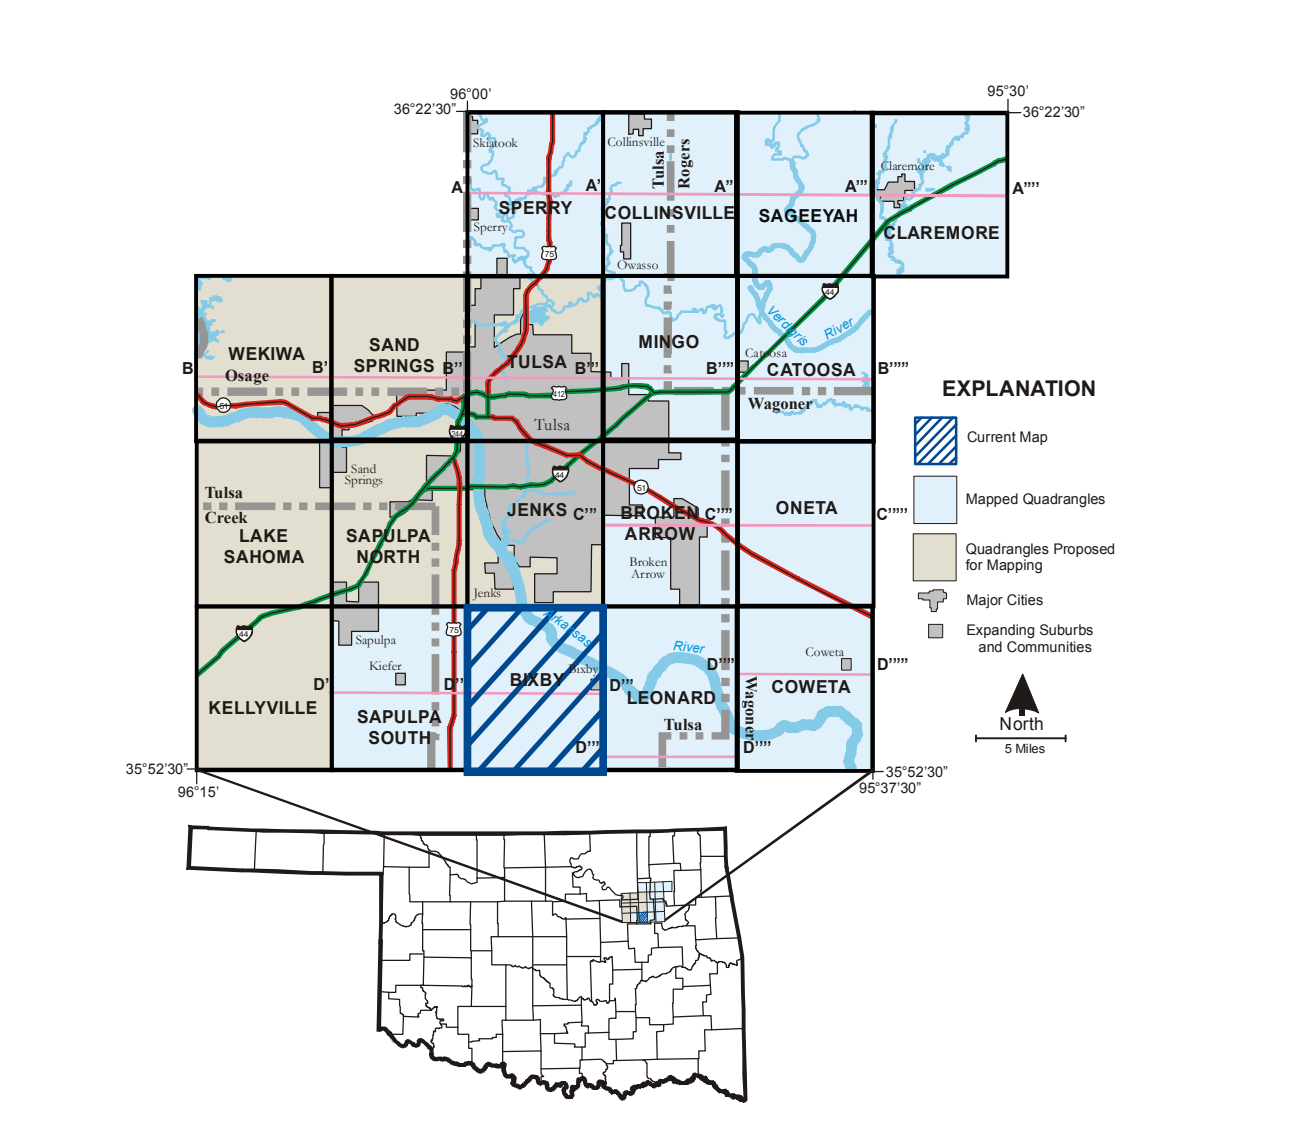 96°00’
95°30’
36°22’30”
36°22’30”
Skiatook
Collinsville
Tulsa
Rogers
Claremore
A
A’
A’’
A’’’
A’’’’
SPERRY
COLLINSVILLE
SAGEEYAH
CLAREMORE
Sperry
75
Owasso
44
Verdigris
River
WEKIWA
SAND
SPRINGS
TULSA
MINGO
Catoosa
CATOOSA
B
B’
B’’
B’’’
B’’’’
B’’’’’
Osage
412
Wagoner
51
Tulsa
244
Sand
Springs
44
51
Tulsa
Creek
LAKE
SAHOMA
SAPULPA
NORTH
JENKS
C’’’
BROKEN
ARROW
C’’’’
ONETA
C’’’’’
Broken
Arrow
Jenks
44
Sapulpa
75
Arkansas
River
Kiefer
Bixby
Coweta
D’
D’’
D’’’
D’’’’
D’’’’’
KELLYVILLE
SAPULPA
SOUTH
BIXBY
LEONARD
COWETA
Tulsa
Wagoner
D’’’
D’’’’
35°52’30”
96°15’
35°52’30”
95°37’30”
EXPLANATION
Current Map
Mapped Quadrangles
Quadrangles Proposed
for Mapping
Major Cities
Expanding Suburbs
and Communities
North
5 Miles